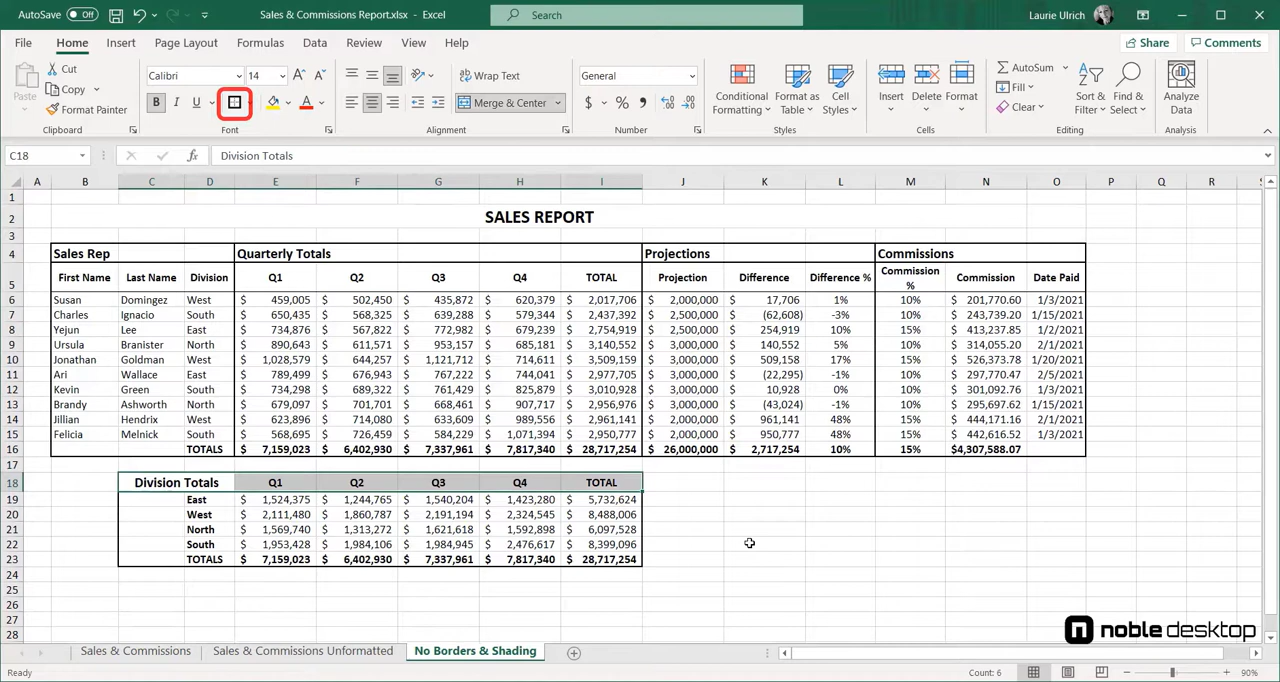 AutoSave Off Sales & Commissions Report.xlsx - Excel Search Laurie Ulrich
File Home Insert Page Layout Formulas Data Review View Help Share Comments
Paste Cut Copy Format Painter Clipboard
Calibri 14 A A B I U A Font
Wrap Text Merge & Center Alignment
General $ % Number
Conditional Formatting Format as Table Cell Styles Styles
Insert Delete Format Cells
AutoSum Fill Clear Sort & Filter Find & Select Editing
Analyze Data Analysis
C18 fx Division Totals
A B C D E F G H I J K L M N O P Q R
1
2 SALES REPORT
3
4 Sales Rep Quarterly Totals Projections Commissions
5 First Name Last Name Division Q1 Q2 Q3 Q4 TOTAL Projection Difference Difference % Commission % Commission Date Paid
6 Susan Domingez West $ 459,005 $ 502,450 $ 435,872 $ 620,379 $ 2,017,706 $ 2,000,000 $ 17,706 1% 10% $ 201,770.60 1/3/2021
7 Charles Ignacio South $ 650,435 $ 568,325 $ 639,288 $ 579,344 $ 2,437,392 $ 2,500,000 $ (62,608) -3% 10% $ 243,739.20 1/15/2021
8 Yejun Lee East $ 734,876 $ 567,822 $ 772,982 $ 679,239 $ 2,754,919 $ 2,500,000 $ 254,919 10% 15% $ 413,237.85 1/2/2021
9 Ursula Branister North $ 890,643 $ 611,571 $ 953,157 $ 685,181 $ 3,140,552 $ 3,000,000 $ 140,552 5% 10% $ 314,055.20 2/1/2021
10 Jonathan Goldman West $ 1,028,579 $ 644,257 $ 1,121,712 $ 714,611 $ 3,509,159 $ 3,000,000 $ 509,158 17% 15% $ 526,373.78 1/20/2021
11 Ari Wallace East $ 789,499 $ 676,943 $ 767,222 $ 744,041 $ 2,977,705 $ 3,000,000 $ (22,295) -1% 10% $ 297,770.47 2/5/2021
12 Kevin Green South $ 734,298 $ 689,322 $ 761,429 $ 825,879 $ 3,010,928 $ 3,000,000 $ 10,928 0% 10% $ 301,092.76 1/3/2021
13 Brandy Ashworth North $ 679,097 $ 701,701 $ 668,461 $ 907,717 $ 2,956,976 $ 3,000,000 $ (43,024) -1% 10% $ 295,697.62 1/15/2021
14 Jillian Hendrix West $ 623,896 $ 714,080 $ 633,609 $ 989,556 $ 2,961,141 $ 2,000,000 $ 961,141 48% 15% $ 444,171.16 2/1/2021
15 Felicia Melnick South $ 568,695 $ 726,459 $ 584,229 $ 1,071,394 $ 2,950,777 $ 2,000,000 $ 950,777 48% 15% $ 442,616.52 1/3/2021
16 TOTALS $ 7,159,023 $ 6,402,930 $ 7,337,961 $ 7,817,340 $ 28,717,254 $ 26,000,000 $ 2,717,254 10% 15% $4,307,588.07
17
18 Division Totals Q1 Q2 Q3 Q4 TOTAL
19 East $ 1,524,375 $ 1,244,765 $ 1,540,204 $ 1,423,280 $ 5,732,624
20 West $ 2,111,480 $ 1,860,787 $ 2,191,194 $ 2,324,545 $ 8,488,006
21 North $ 1,569,740 $ 1,313,272 $ 1,621,618 $ 1,592,898 $ 6,097,528
22 South $ 1,953,428 $ 1,984,106 $ 1,984,945 $ 2,476,617 $ 8,399,096
23 TOTALS $ 7,159,023 $ 6,402,930 $ 7,337,961 $ 7,817,340 $ 28,717,254
24
25
26
27
28
n noble desktop
Sales & Commissions Sales & Commissions Unformatted No Borders & Shading
Ready Count: 6 90%